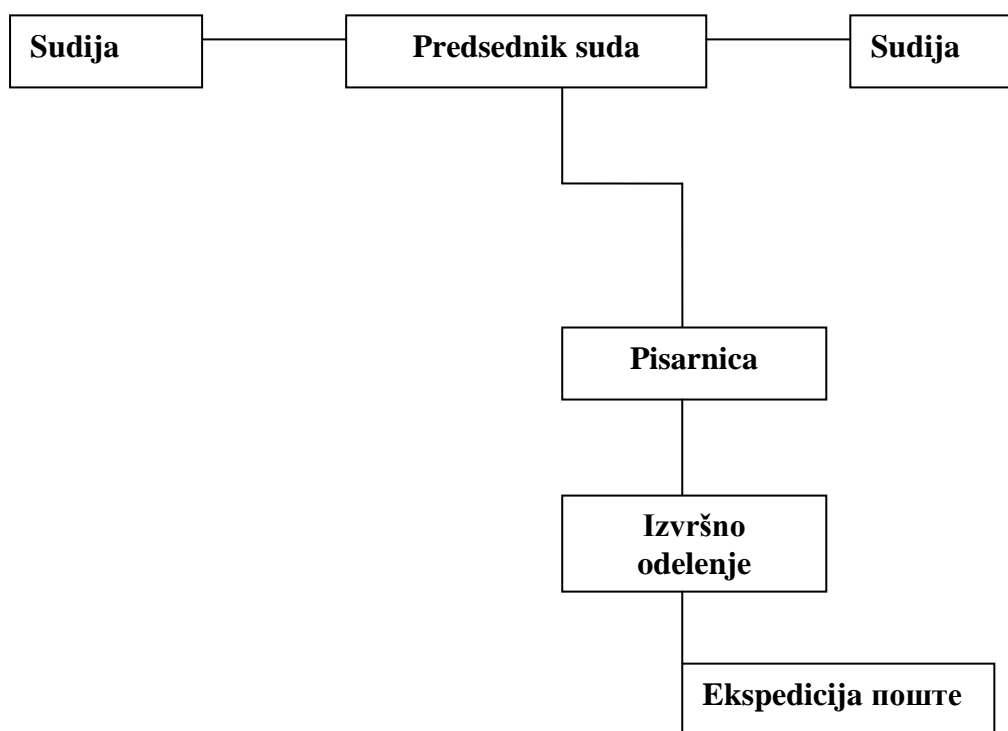 Sudija
Predsednik suda
Sudija
Pisarnica
Izvršno
odelenje
Ekspedicija поште